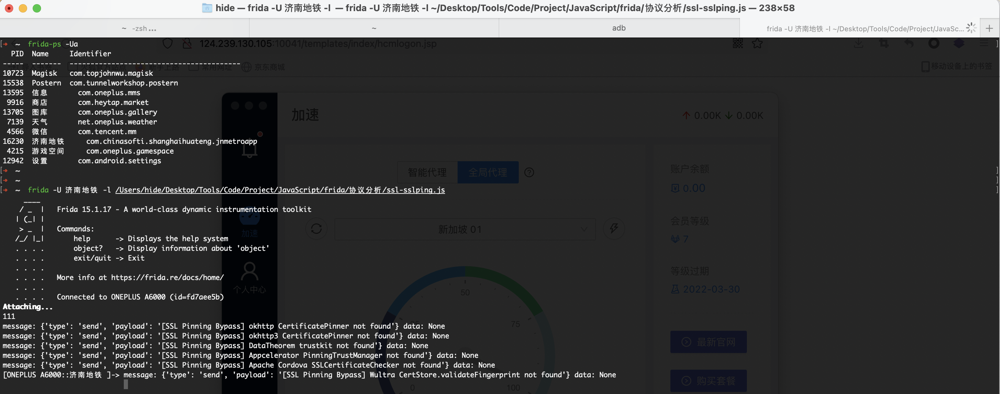 hide — frida -U 济南地铁 -l — frida -U 济南地铁 -l ~/Desktop/Tools/Code/Project/JavaScript/frida/协议分析/ssl-sslping.js — 238×58
~ -zsh...
~
adb
frida -U 济南地铁 -l ~/Desktop/Tools/Code/Project/JavaSc...
[➜ ~ frida-ps -Ua ]
124.239.130.105:10041/templates/index/hcmlogon.jsp
PID Name Identifier
----- ------- -----------------------------------------
导入书签... 火狐官方站点 新手上路 常用网址 京东商城 移动设备上的书签
10723 Magisk com.topjohnwu.magisk
15538 Postern com.tunnelworkshop.postern
13595 信息 com.oneplus.mms
9916 商店 com.heytap.market
13705 图库 com.oneplus.gallery
7139 天气 net.oneplus.weather
4566 微信 com.tencent.mm
16230 济南地铁 com.chinasofti.shanghaihuateng.jnmetroapp
4215 游戏空间 com.oneplus.gamespace
12942 设置 com.android.settings
[➜ ~ ]
[➜ ~ ]
[➜ ~ frida -U 济南地铁 -l /Users/hide/Desktop/Tools/Code/Project/JavaScript/frida/协议分析/ssl-sslping.js ]
____
/ _ | Frida 15.1.17 - A world-class dynamic instrumentation toolkit
| (_| |
> _ | Commands:
/_/ |_| help -> Displays the help system
. . . . object? -> Display information about 'object'
. . . . exit/quit -> Exit
. . . .
. . . . More info at https://frida.re/docs/home/
. . . .
. . . . Connected to ONEPLUS A6000 (id=fd7aee5b)
Attaching...
111
message: {'type': 'send', 'payload': '[SSL Pinning Bypass] okhttp CertificatePinner not found'} data: None
message: {'type': 'send', 'payload': '[SSL Pinning Bypass] okhttp3 CertificatePinner not found'} data: None
message: {'type': 'send', 'payload': '[SSL Pinning Bypass] DataTheorem trustkit not found'} data: None
message: {'type': 'send', 'payload': '[SSL Pinning Bypass] Appcelerator PinningTrustManager not found'} data: None
message: {'type': 'send', 'payload': '[SSL Pinning Bypass] Apache Cordova SSLCertificateChecker not found'} data: None
[ONEPLUS A6000::济南地铁 ]-> message: {'type': 'send', 'payload': '[SSL Pinning Bypass] Wultra CertStore.validateFingerprint not found'} data: None
加速
0.00K 0.00K
智能代理 全局代理
新加坡 01
加速
个人中心
50
75
0
100
账户余额
0.00
会员等级
7
等级过期
2022-03-30
最新官网
购买套餐